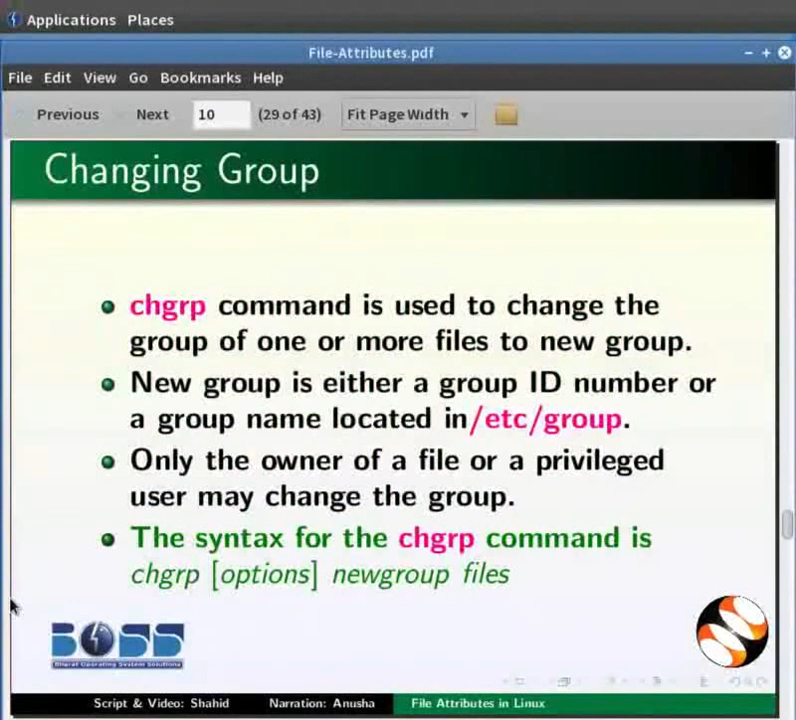 Applications Places
File-Attributes.pdf
File Edit View Go Bookmarks Help
Previous Next 10 (29 of 43) Fit Page Width
Changing Group
chgrp command is used to change the
group of one or more files to new group.
New group is either a group ID number or
a group name located in/etc/group.
Only the owner of a file or a privileged
user may change the group.
The syntax for the chgrp command is
chgrp [options] newgroup files
BOSS
Bharat Operating System Solutions
Script & Video: Shahid Narration: Anusha File Attributes in Linux